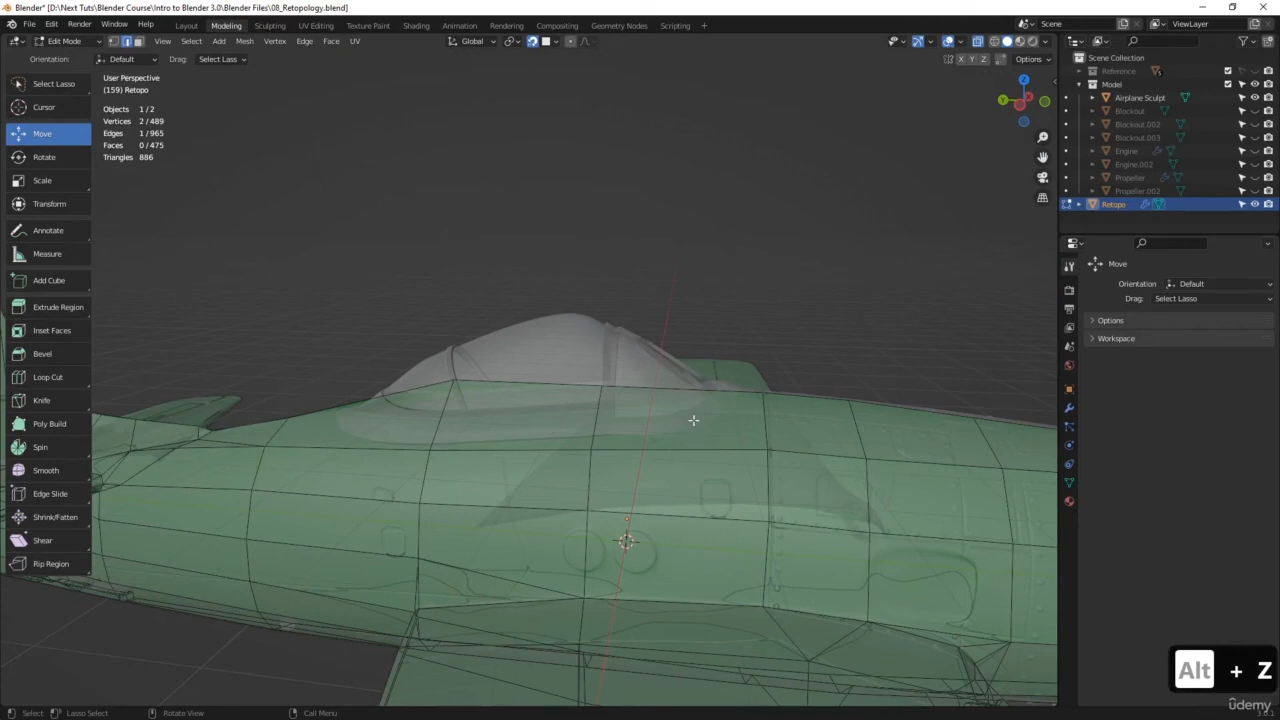 Blender* [D:\Next Tuts\Blender Course\Intro to Blender 3.0\Blender Files\08_Retopology.blend]
File Edit Render Window Help Layout Modeling Sculpting UV Editing Texture Paint Shading Animation Rendering Compositing Geometry Nodes Scripting + Scene ViewLayer
Edit Mode View Select Add Mesh Vertex Edge Face UV Global
Orientation: Default Drag: Select Lasso X Y Z Options
Scene Collection
Reference
Model
Airplane Sculpt
Blockout
Blockout.002
Blockout.003
Engine
Engine.002
Propeller
Propeller.002
Retopo
Select Lasso
Cursor
Move
Rotate
Scale
Transform
Annotate
Measure
Add Cube
Extrude Region
Inset Faces
Bevel
Loop Cut
Knife
Poly Build
Spin
Smooth
Edge Slide
Shrink/Fatten
Shear
Rip Region
User Perspective
(159) Retopo
Objects 1/2
Vertices 2/489
Edges 1/965
Faces 0/475
Triangles 886
Z
Y
X
Move
Orientation Default
Drag: Select Lasso
Options
Workspace
Alt + Z
ûdemy
Select Lasso Select Rotate View Call Menu